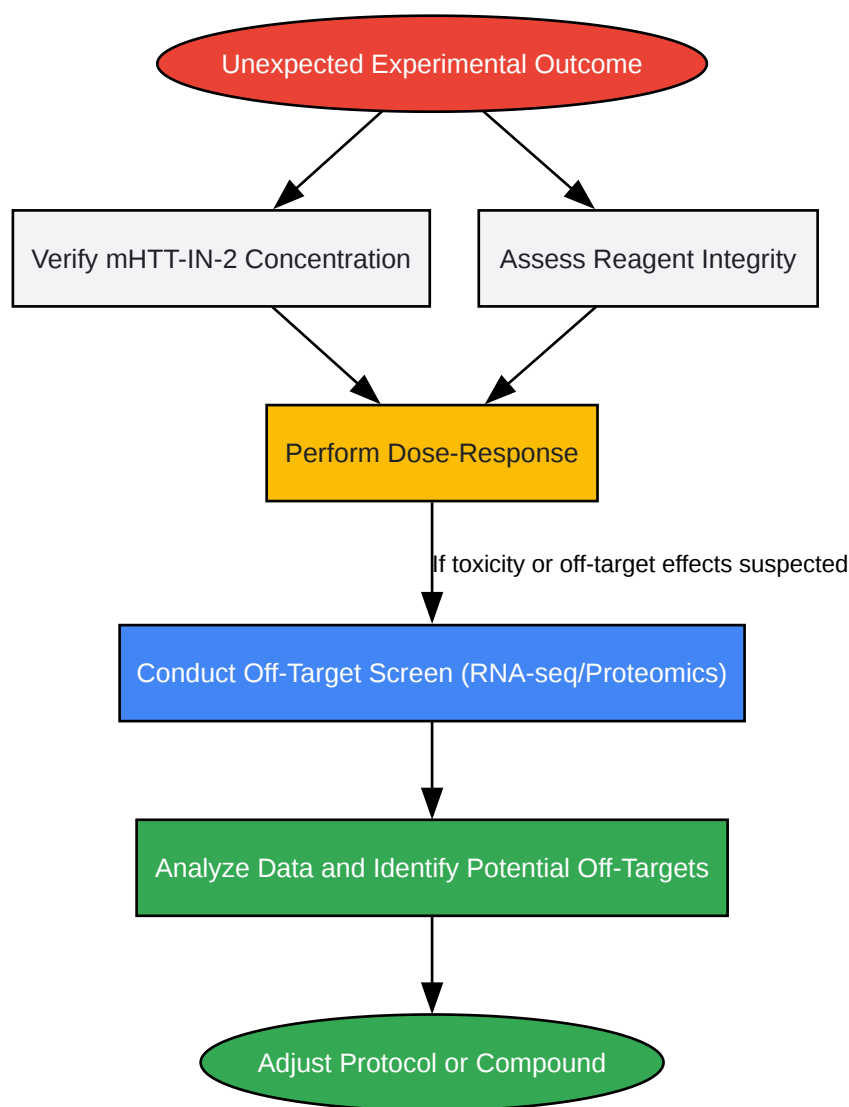 Unexpected Experimental Outcome
Verify mHTT-IN-2 Concentration
Assess Reagent Integrity
Perform Dose-Response
If toxicity or off-target effects suspected
Conduct Off-Target Screen (RNA-seq/Proteomics)
Analyze Data and Identify Potential Off-Targets
Adjust Protocol or Compound